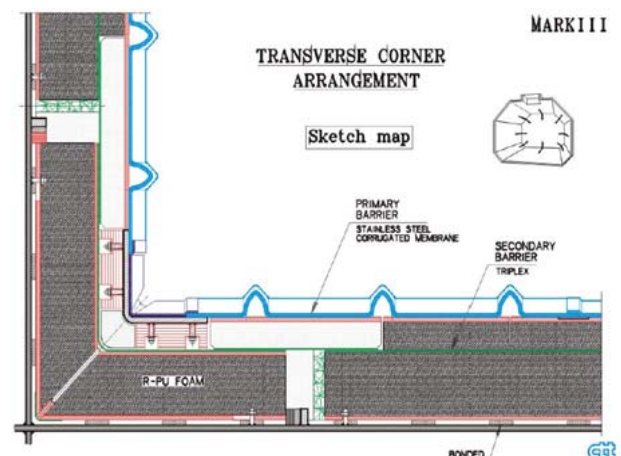 MARKIII
TRANSVERSE CORNER
ARRANGEMENT
Sketch map
PRIMARY
BARRIER
STAINLESS STEEL
CORRUGATED MEMBRANE
SECONDARY
BARRIER
TRIPLEX
R-PU FOAM
BONDED